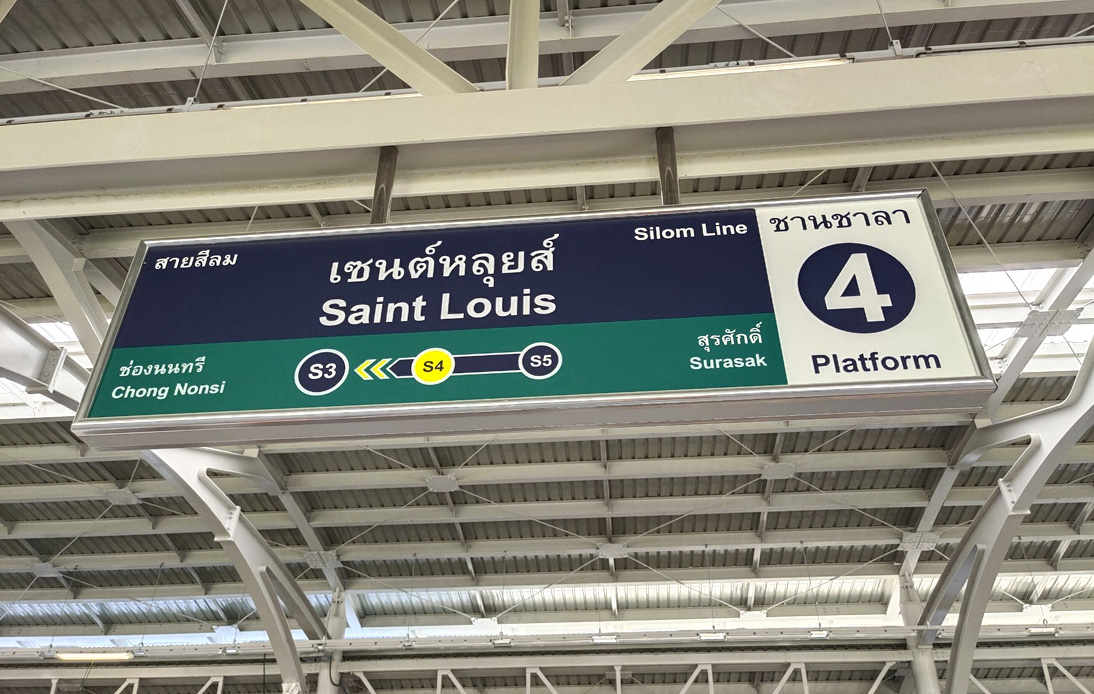 สายสีลม
Silom Line
เซนต์หลุยส์
Saint Louis
ช่องนนทรี
Chong Nonsi
S3
S4
S5
สุรศักดิ์
Surasak
ชานชาลา
4
Platform